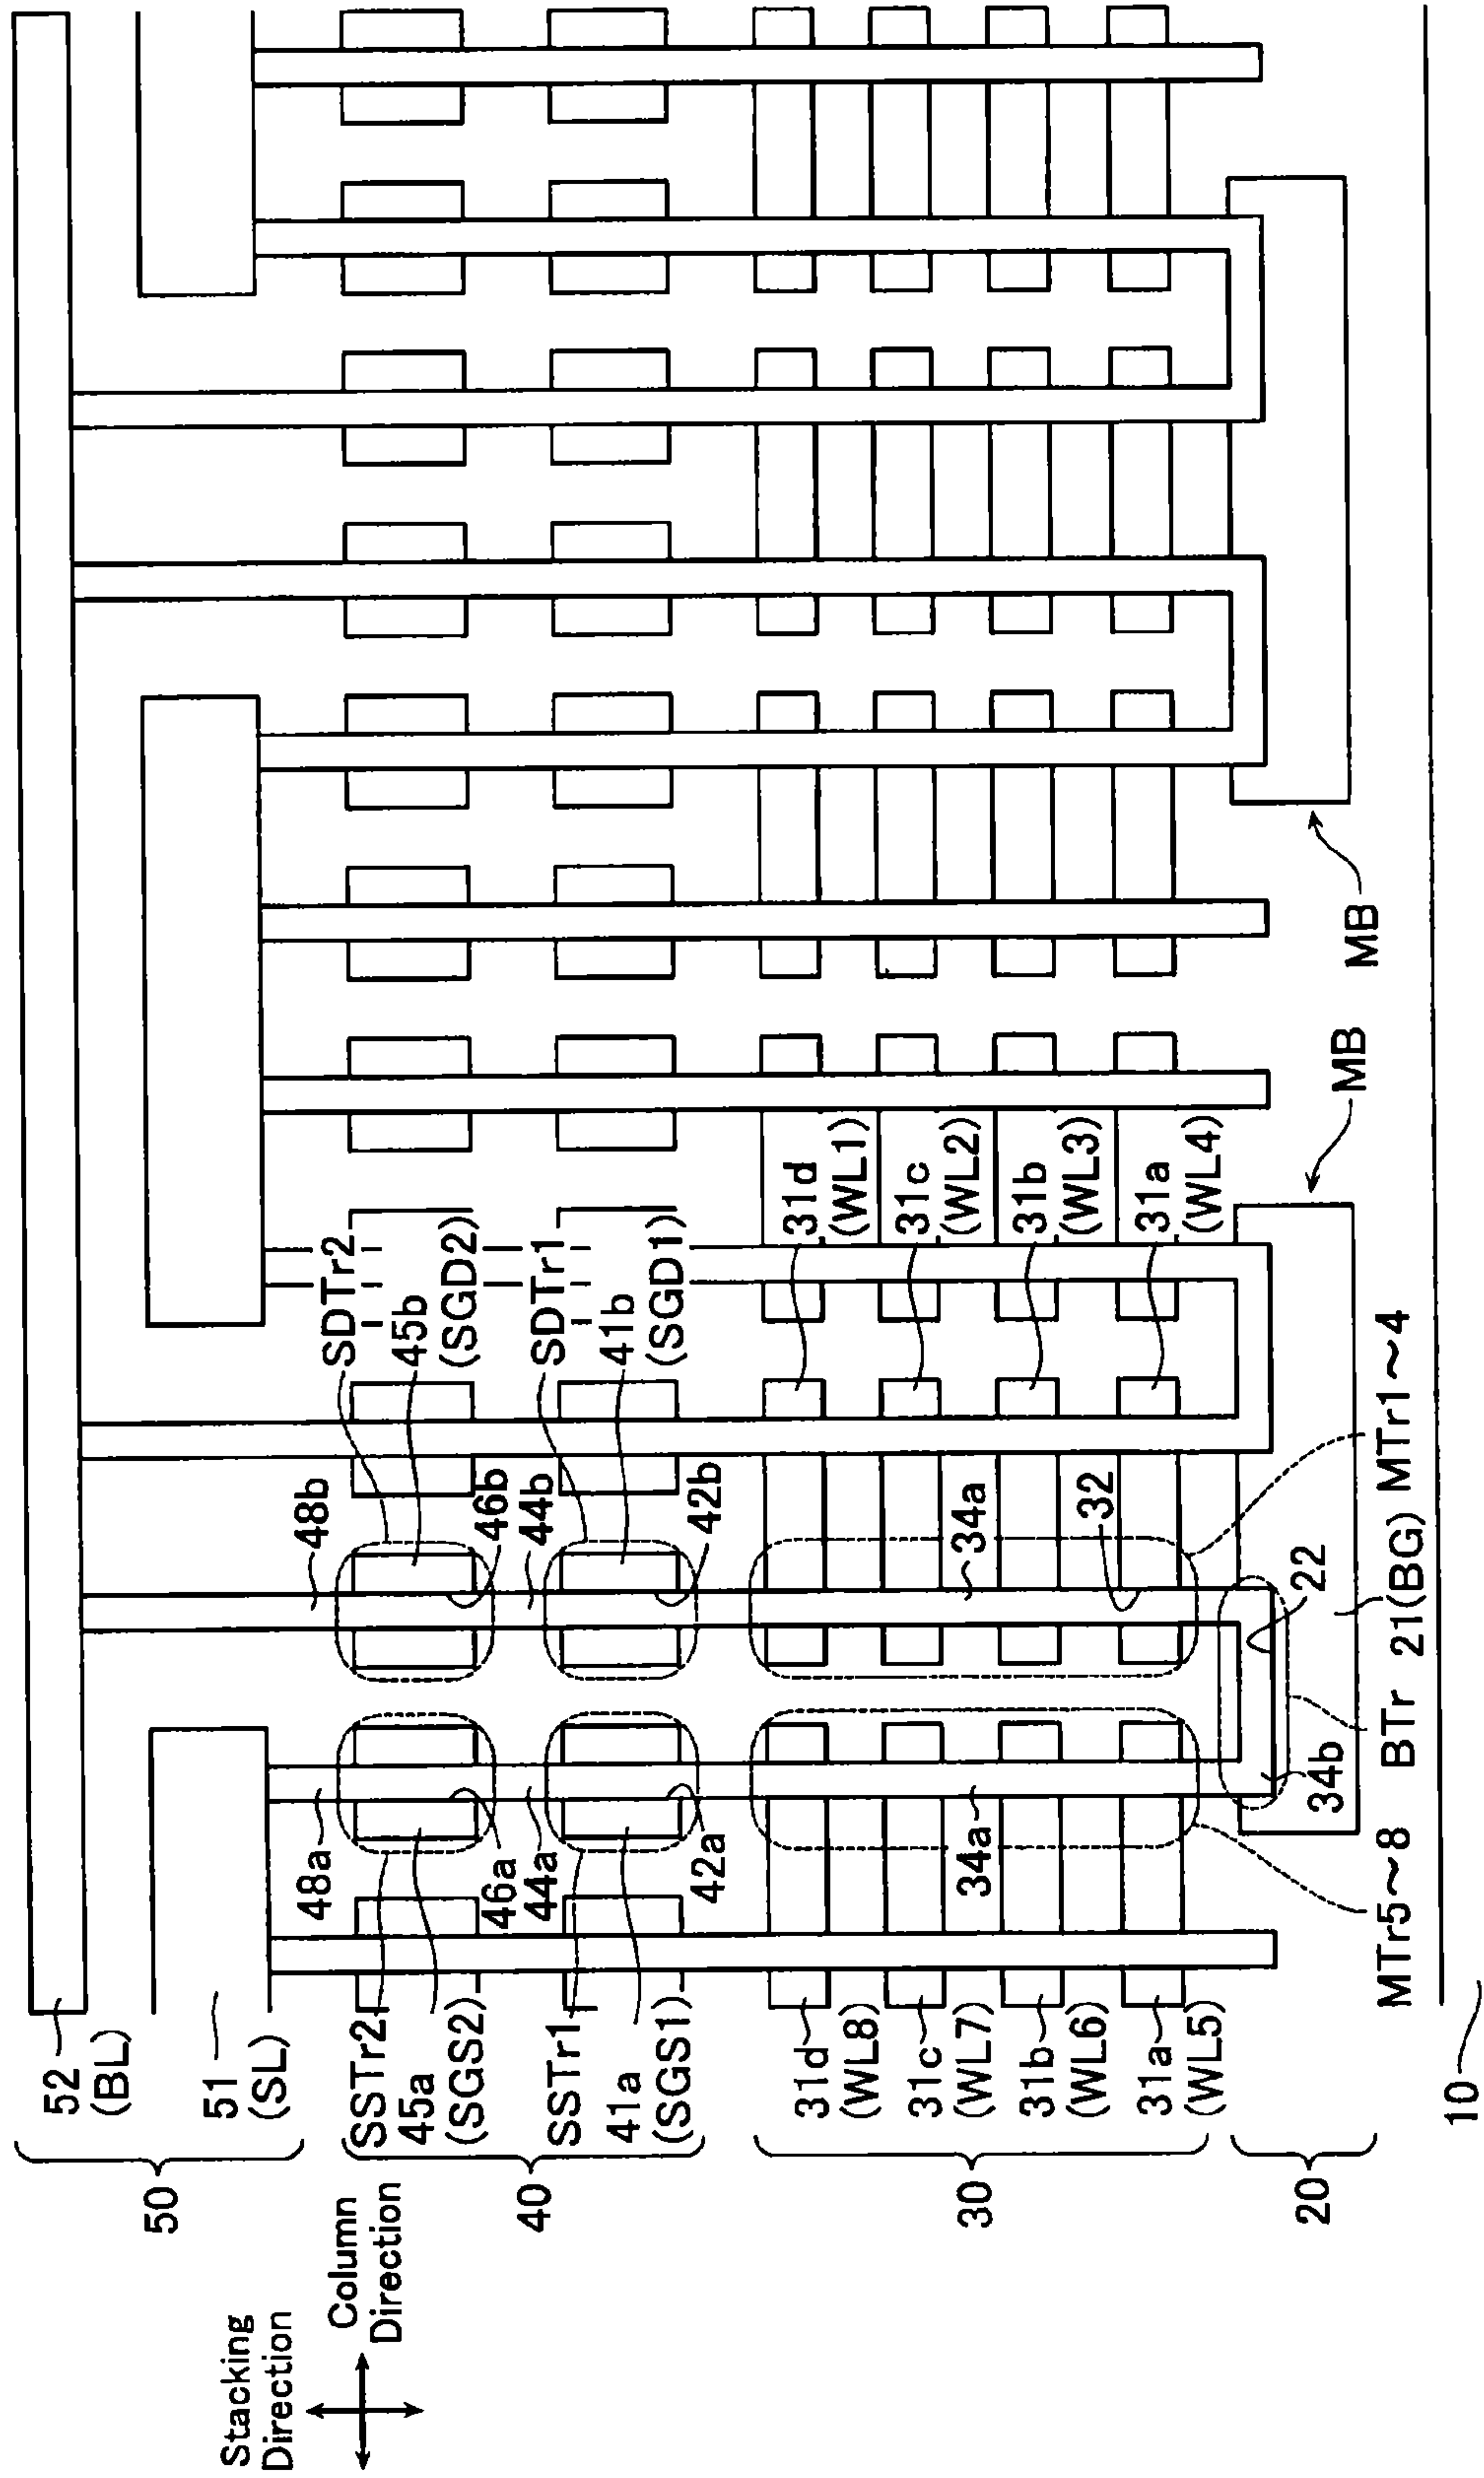 Stacking
Direction
Column
Direction
50
52
(BL)
51
(SL)
40
SSTr2
45a
(SGS2)
SSTr1
41a
(SGS1)
30
31d
(WL8)
31c
(WL7)
31b
(WL6)
31a
(WL5)
20
10
48a
46a
44a
42a
34a
34b
MTr5~8
BTr
21(BG)
MTr1~4
22
32
34a
48b
46b
44b
42b
SDTr2
45b
(SGD2)
SDTr1
41b
(SGD1)
31d
(WL1)
31c
(WL2)
31b
(WL3)
31a
(WL4)
MB
MB